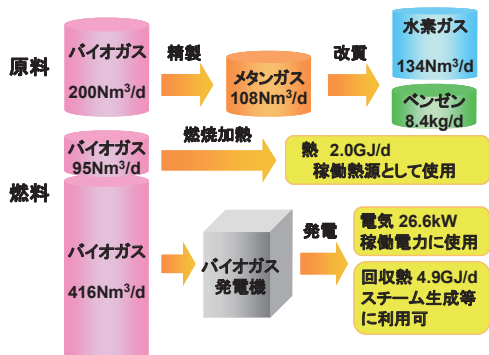 原料
バイオガス
200Nm³/d
精製
メタンガス
108Nm³/d
改質
水素ガス
134Nm³/d
ベンゼン
8.4kg/d
燃料
バイオガス
95Nm³/d
燃焼加熱
熱 2.0GJ/d
稼働熱源として使用
バイオガス
416Nm³/d
バイオガス
発電機
発電
電気 26.6kW
稼働電力に使用
回収熱 4.9GJ/d
スチーム生成等
に利用可